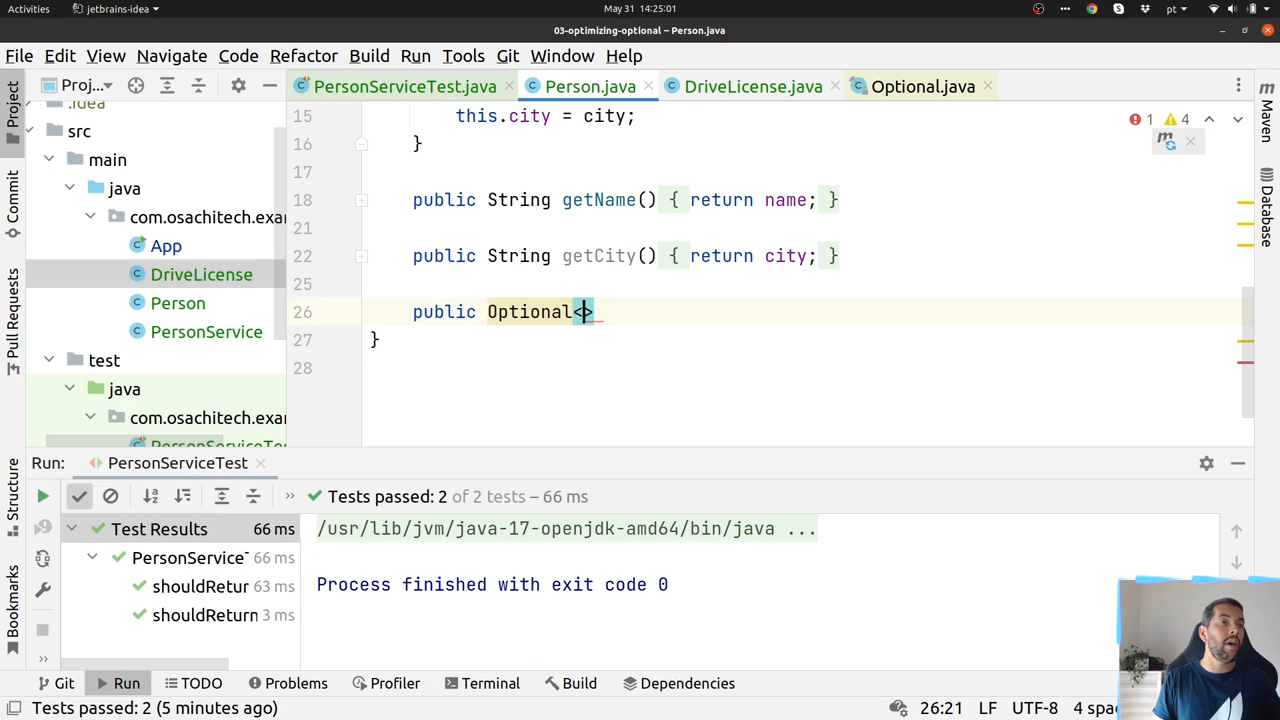 Activities
jetbrains-idea
May 31 14:25:01
pt
03-optimizing-optional – Person.java
File Edit View Navigate Code Refactor Build Run Tools Git Window Help
Proj...
PersonServiceTest.java
Person.java
DriveLicense.java
Optional.java
Project
Commit
Pull Requests
Structure
Bookmarks
Maven
Database
.idea
src
main
java
com.osachitech.exa
App
DriveLicense
Person
PersonService
test
java
com.osachitech.exa
PersonServiceTe
1 4
15 this.city = city;
16 }
17
18 public String getName() { return name; }
21
22 public String getCity() { return city; }
25
26 public Optional<>
27 }
28
Run: PersonServiceTest
Tests passed: 2 of 2 tests – 66 ms
Test Results 66 ms
PersonService 66 ms
shouldRetur 63 ms
shouldReturn 3 ms
/usr/lib/jvm/java-17-openjdk-amd64/bin/java ...
Process finished with exit code 0
Git Run TODO Problems Profiler Terminal Build Dependencies
Tests passed: 2 (5 minutes ago)
26:21 LF UTF-8 4 spac